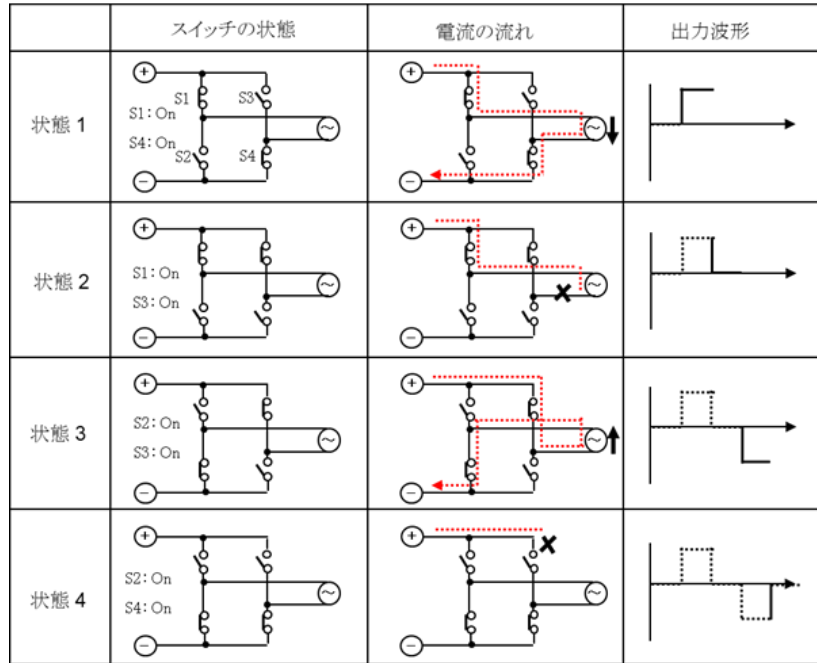 スイッチの状態
電流の流れ
出力波形
状態 1
+
S1
S3
S1: On
S4: On
S2
S4
−
~
+
−
~
状態 2
+
S1: On
S3: On
−
~
+
−
~
状態 3
+
S2: On
S3: On
−
~
+
−
~
状態 4
+
S2: On
S4: On
−
~
+
−
~